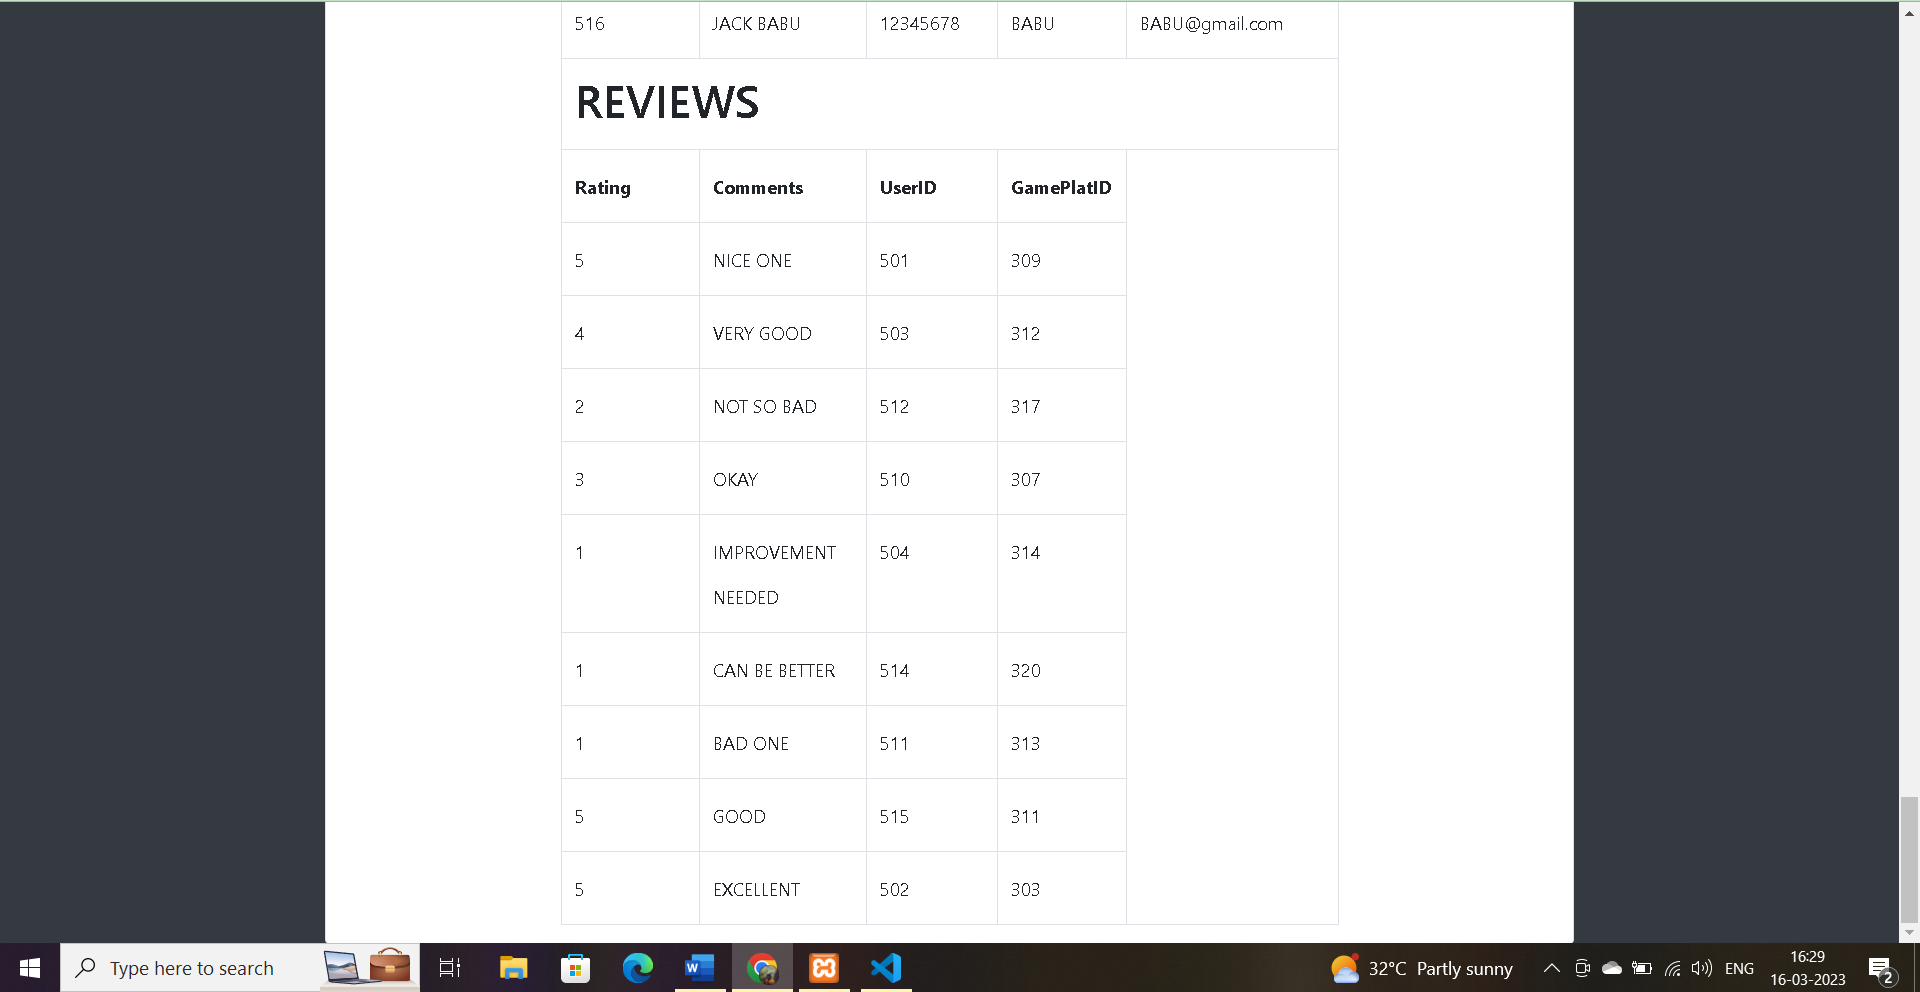 516 JACK BABU 12345678 BABU BABU@gmail.com
REVIEWS
Rating Comments UserID GamePlatID
5 NICE ONE 501 309
4 VERY GOOD 503 312
2 NOT SO BAD 512 317
3 OKAY 510 307
1 IMPROVEMENT 504 314
NEEDED
1 CAN BE BETTER 514 320
1 BAD ONE 511 313
5 GOOD 515 311
5 EXCELLENT 502 303
Type here to search
32°C Partly sunny
ENG
16:29
16-03-2023
2